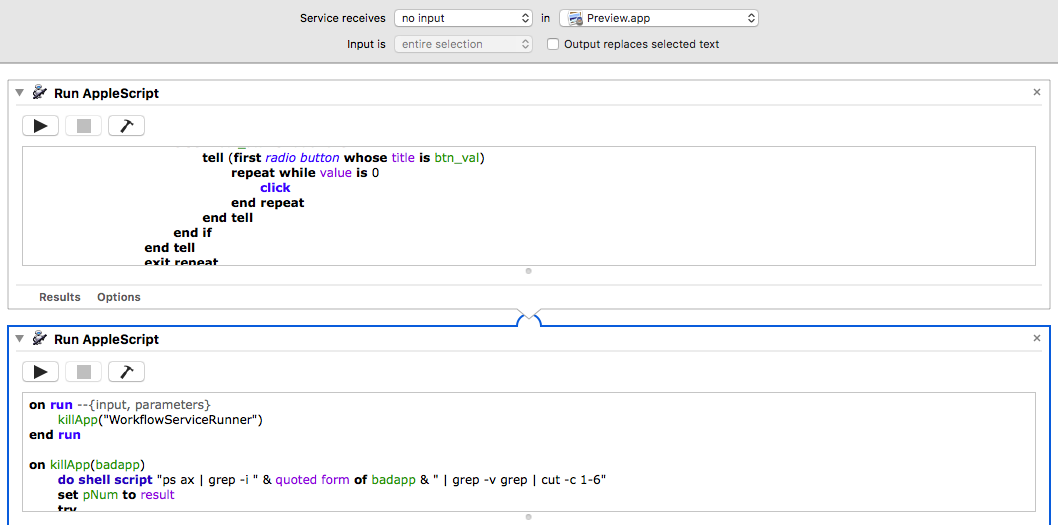 Service receives no input in Preview.app
Input is entire selection Output replaces selected text
Run AppleScript
tell (first radio button whose title is btn_val)
repeat while value is 0
click
end repeat
end tell
end if
end tell
exit repeat
Results Options
Run AppleScript
on run --{input, parameters}
killApp("WorkflowServiceRunner")
end run
on killApp(badapp)
do shell script "ps ax | grep -i " & quoted form of badapp & " | grep -v grep | cut -c 1-6"
set pNum to result
try